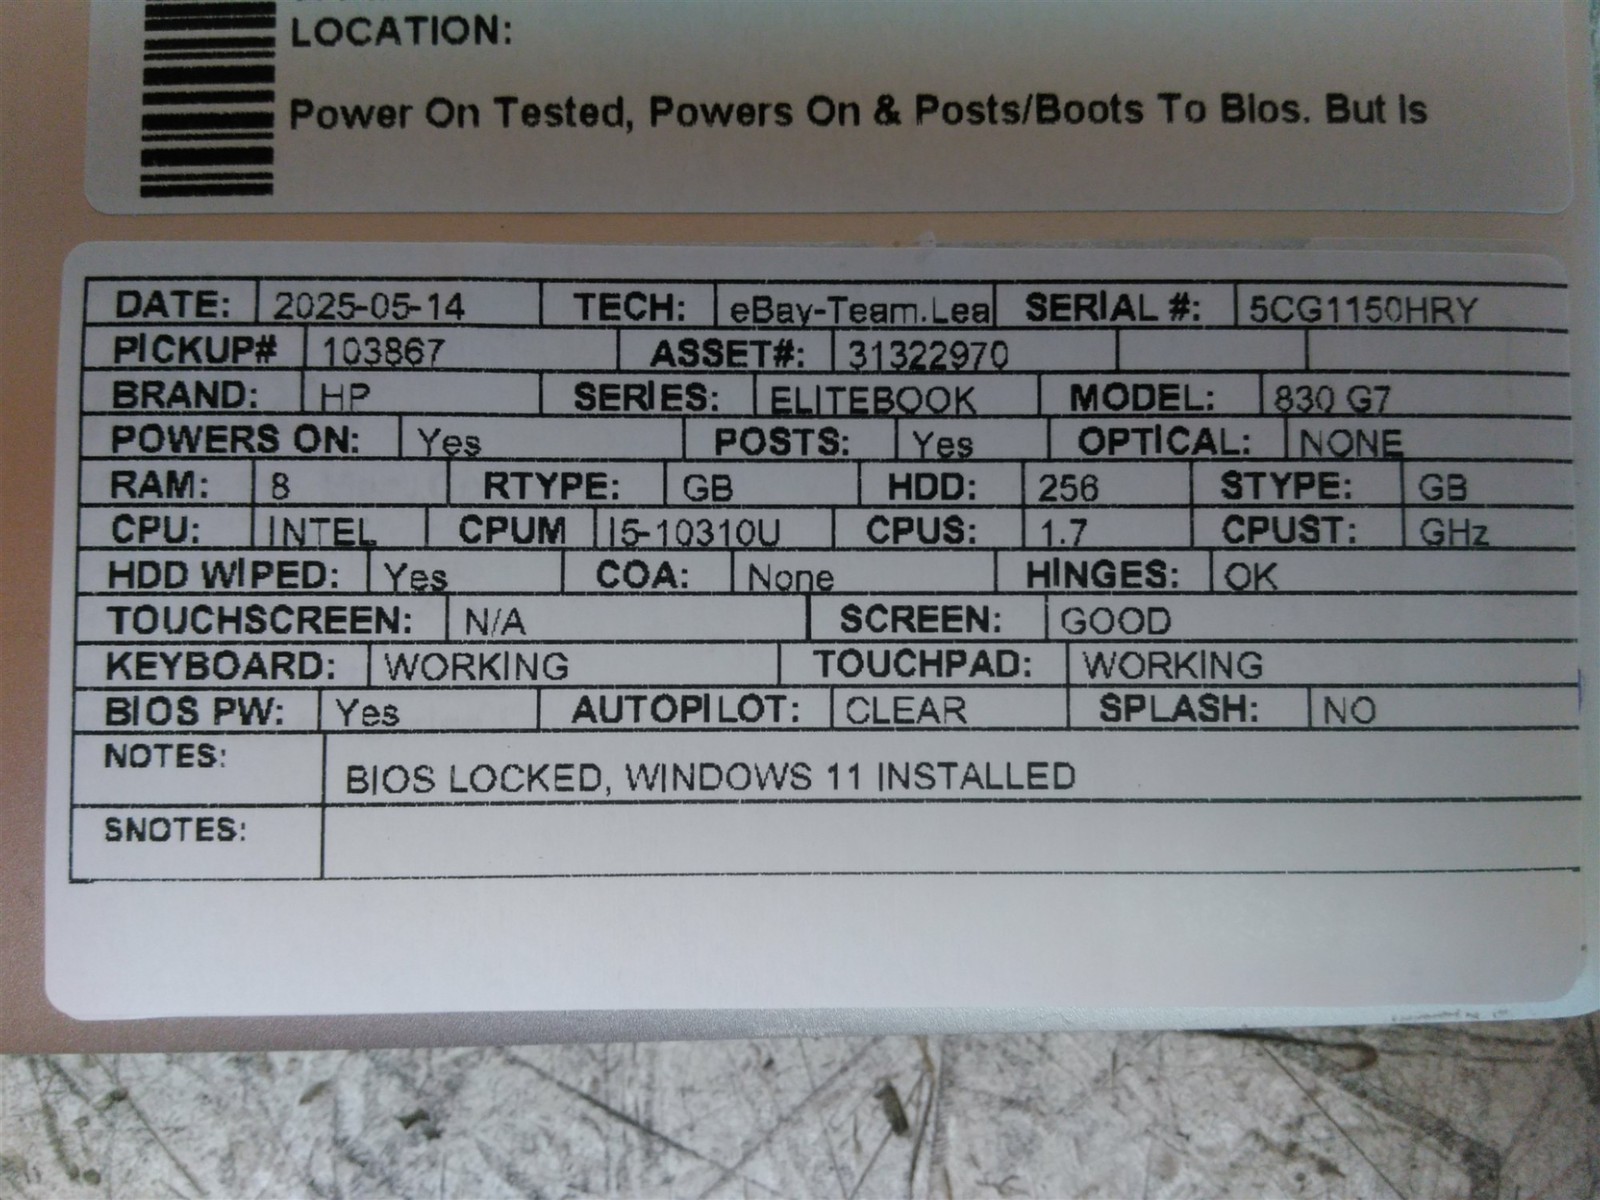 LOCATION:
Power On Tested, Powers On & Posts/Boots To Bios. But Is
DATE: 2025-05-14 TECH: eBay-Team.Lea SERIAL #: 5CG1150HRY
PICKUP# 103867 ASSET#: 31322970
BRAND: HP SERIES: ELITEBOOK MODEL: 830 G7
POWERS ON: Yes POSTS: Yes OPTICAL: NONE
RAM: 8 RTYPE: GB HDD: 256 STYPE: GB
CPU: INTEL CPUM I5-10310U CPUS: 1.7 CPUST: GHz
HDD WIPED: Yes COA: None HINGES: OK
TOUCHSCREEN: N/A SCREEN: GOOD
KEYBOARD: WORKING TOUCHPAD: WORKING
BIOS PW: Yes AUTOPILOT: CLEAR SPLASH: NO
NOTES: BIOS LOCKED, WINDOWS 11 INSTALLED
SNOTES: